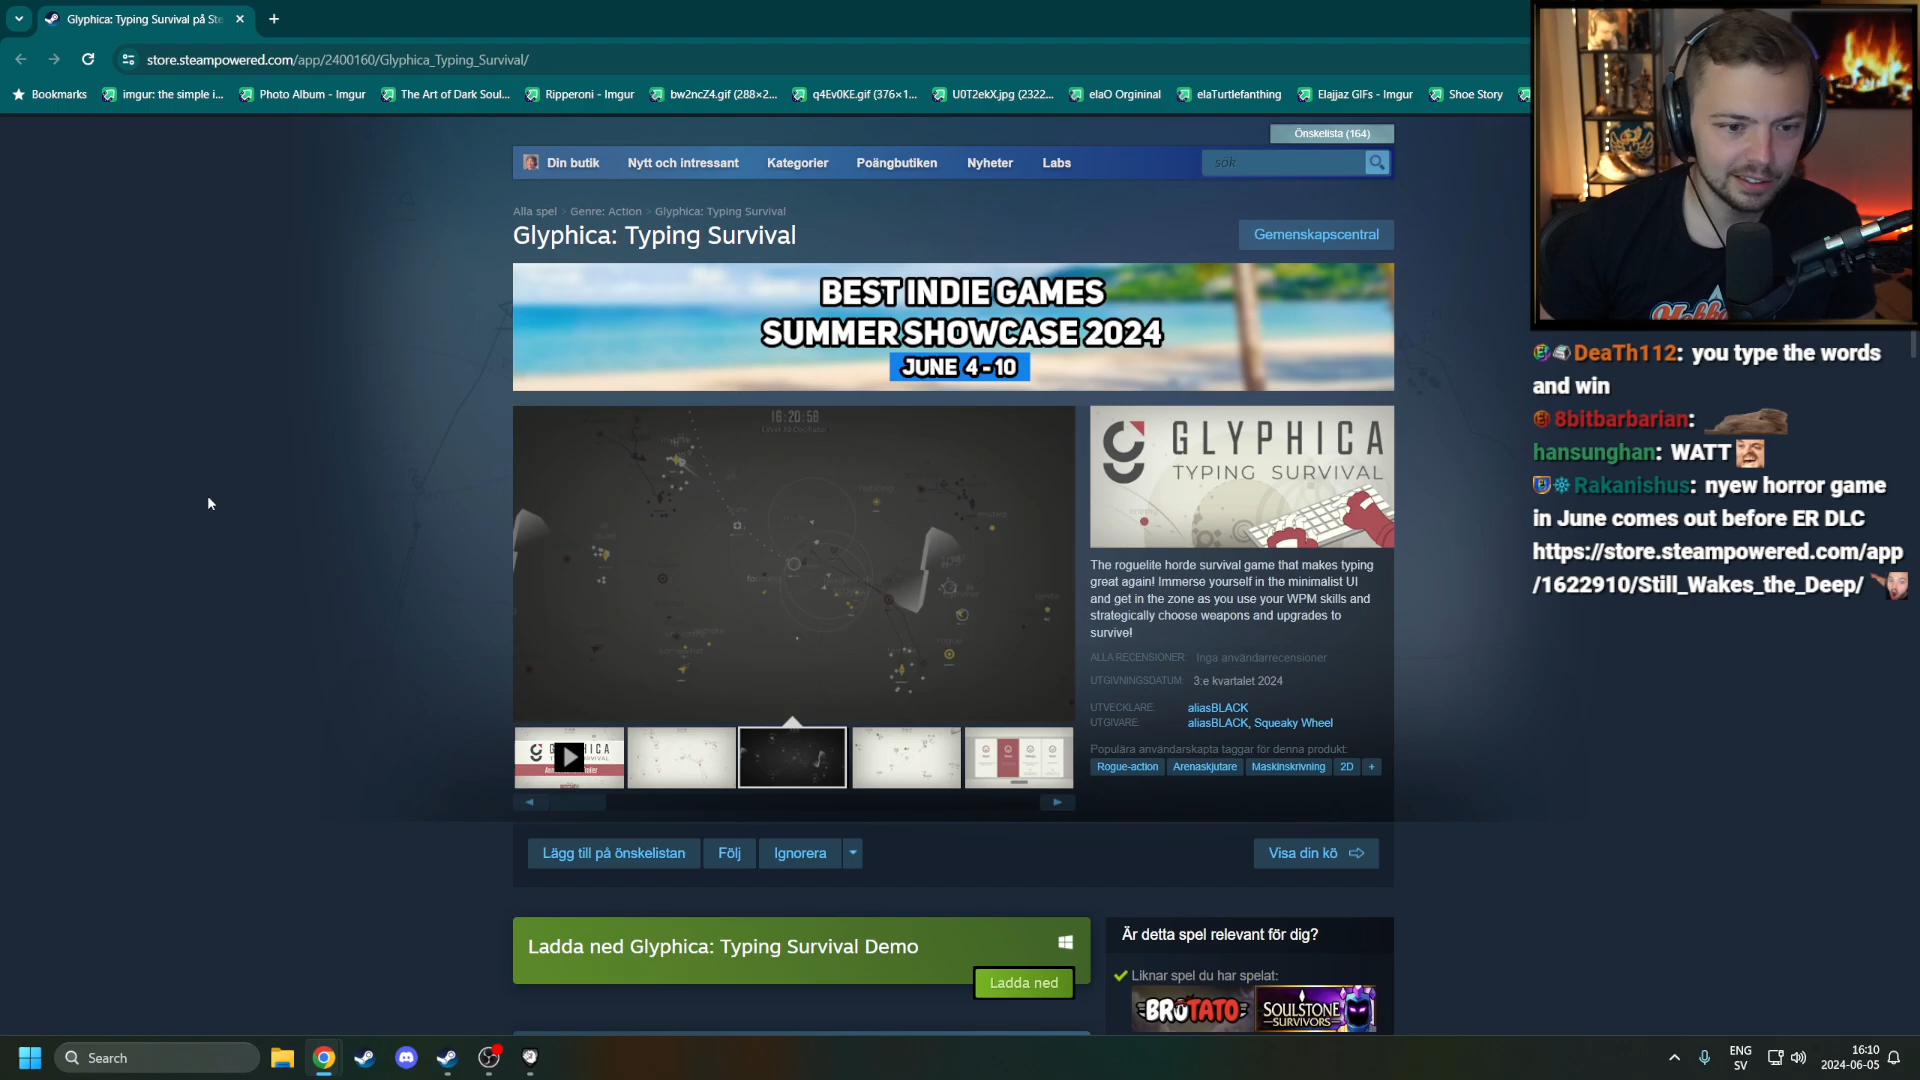 Glyphica: Typing Survival på Ste
store.steampowered.com/app/2400160/Glyphica_Typing_Survival/
Bookmarks
imgur: the simple i...
Photo Album - Imgur
The Art of Dark Soul...
Ripperoni - Imgur
bw2ncZ4.gif (288×2...
q4Ev0KE.gif (376×1...
U0T2ekX.jpg (2322...
elaO Orgininal
elaTurtlefanthing
Elajjaz GIFs - Imgur
Shoe Story
Önskelista (164)
Din butik
Nytt och intressant
Kategorier
Poängbutiken
Nyheter
Labs
sök
Alla spel > Genre: Action > Glyphica: Typing Survival
Glyphica: Typing Survival
Gemenskapscentral
BEST INDIE GAMES
SUMMER SHOWCASE 2024
JUNE 4 - 10
16:20:58
GLYPHICA
TYPING SURVIVAL
The roguelite horde survival game that makes typing
great again! Immerse yourself in the minimalist UI
and get in the zone as you use your WPM skills and
strategically choose weapons and upgrades to
survive!
ALLA RECENSIONER: Inga användarrecensioner
UTGIVNINGSDATUM: 3:e kvartalet 2024
UTVECKLARE: aliasBLACK
UTGIVARE: aliasBLACK, Squeaky Wheel
Populära användarskapta taggar för denna produkt:
Rogue-action
Arenaskjutare
Maskinskrivning
2D
+
Lägg till på önskelistan
Följ
Ignorera
Visa din kö
Ladda ned Glyphica: Typing Survival Demo
Ladda ned
Är detta spel relevant för dig?
Liknar spel du har spelat:
BROTATO
SOULSTONE
SURVIVORS
DeaTh112: you type the words
and win
8bitbarbarian:
hansunghan: WATT
Rakanishus: nyew horror game
in June comes out before ER DLC
https://store.steampowered.com/app
/1622910/Still_Wakes_the_Deep/
Search
ENG
SV
16:10
2024-06-05